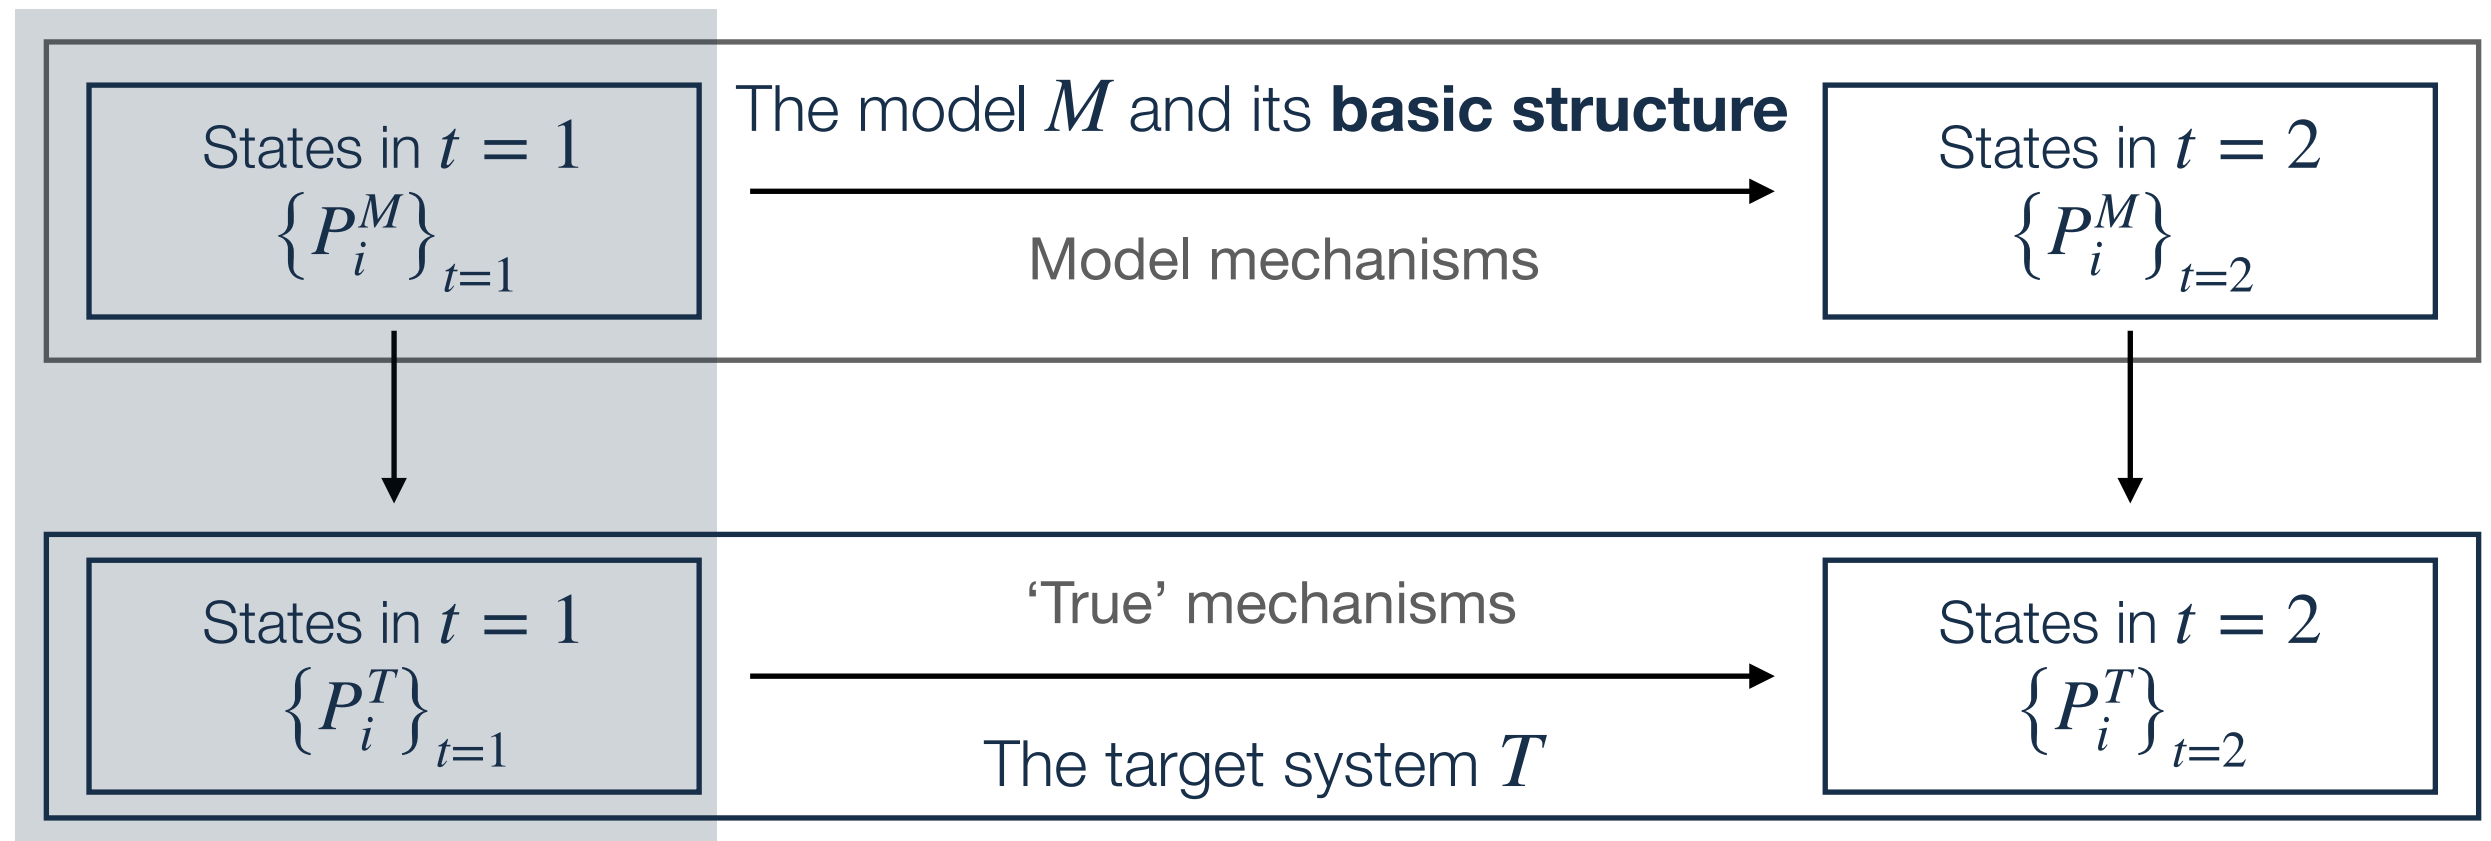 The model M and its basic structure
States in t = 1
{P_i^M}_{t=1}
Model mechanisms
States in t = 2
{P_i^M}_{t=2}
States in t = 1
{P_i^T}_{t=1}
‘True’ mechanisms
The target system T
States in t = 2
{P_i^T}_{t=2}